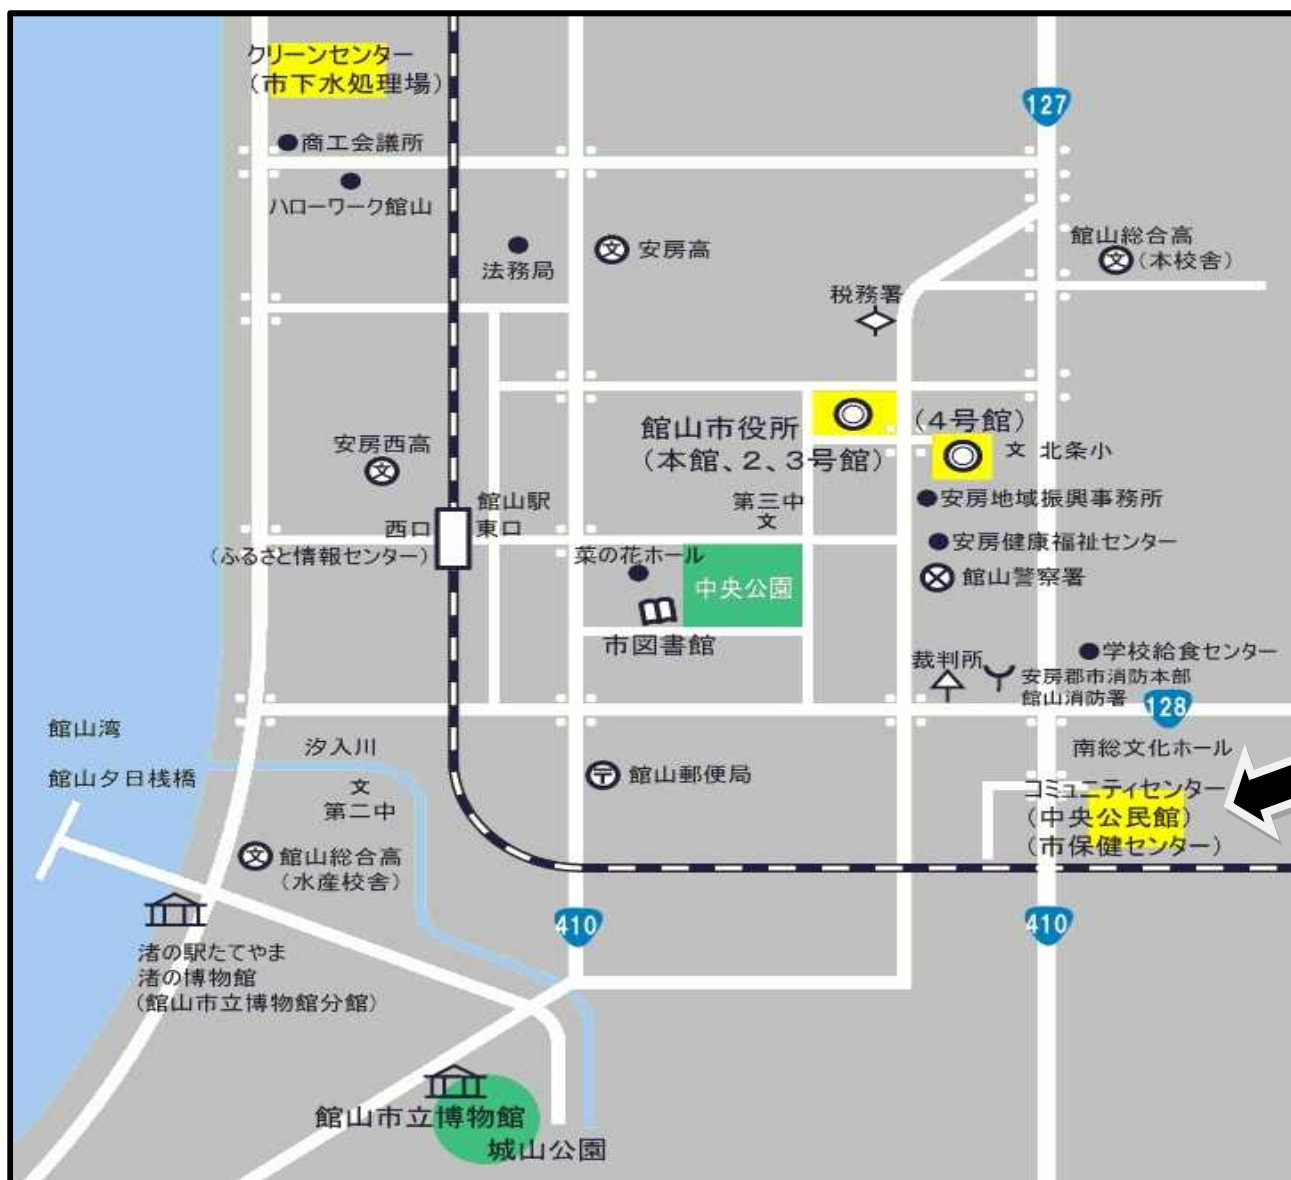 クリーンセンター
(市下水処理場)
127
商工会議所
ハローワーク館山
法務局
安房高
館山総合高
(本校舎)
税務署
館山市役所
(本館、2、3号館)
(4号館)
文 北条小
安房西高
館山駅
西口
東口
(ふるさと情報センター)
第三中
文
安房地域振興事務所
菜の花ホール
安房健康福祉センター
中央公園
館山警察署
市図書館
裁判所
学校給食センター
安房郡市消防本部
館山消防署
128
館山湾
汐入川
南総文化ホール
館山夕日桟橋
文
第二中
館山郵便局
コミュニティセンター
(中央公民館)
(市保健センター)
館山総合高
(水産校舎)
410
410
渚の駅たてやま
渚の博物館
(館山市立博物館分館)
館山市立博物館
城山公園